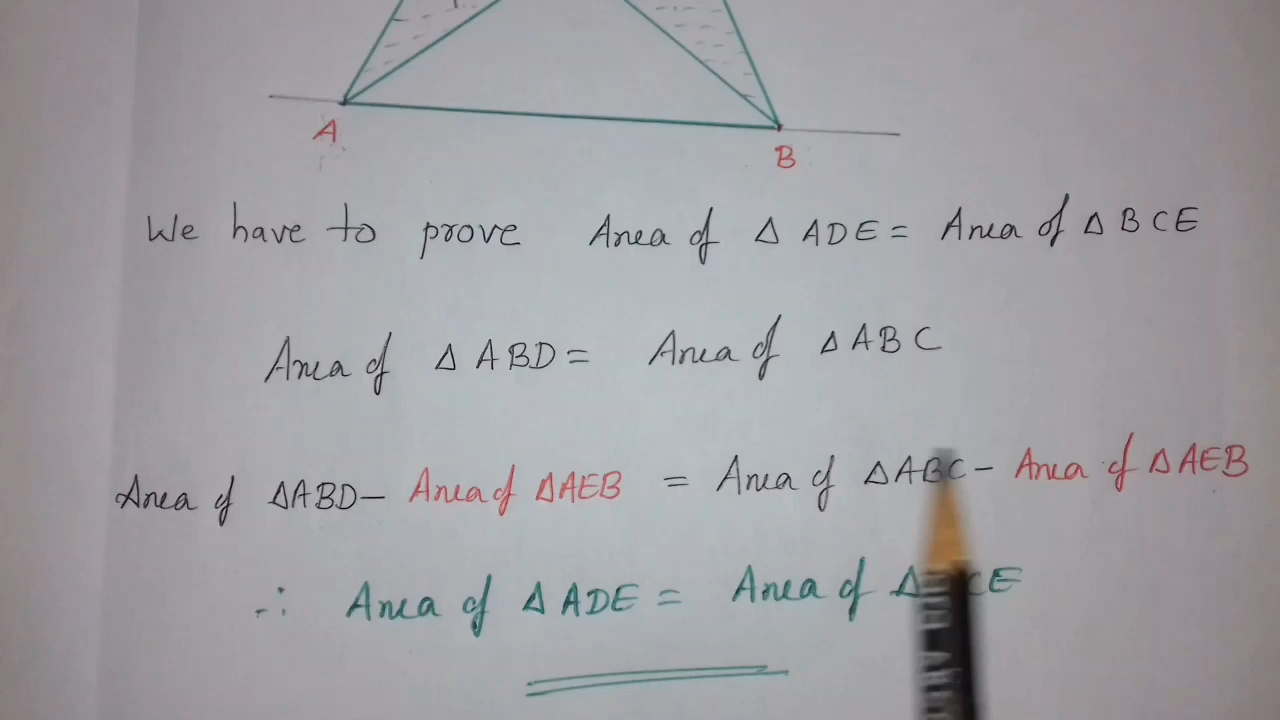 A
B
We have to prove Area of Δ ADE = Area of Δ BCE
Area of Δ ABD = Area of Δ ABC
Area of ΔABD - Area of ΔAEB = Area of ΔABC - Area of ΔAEB
∴ Area of Δ ADE = Area of Δ CE